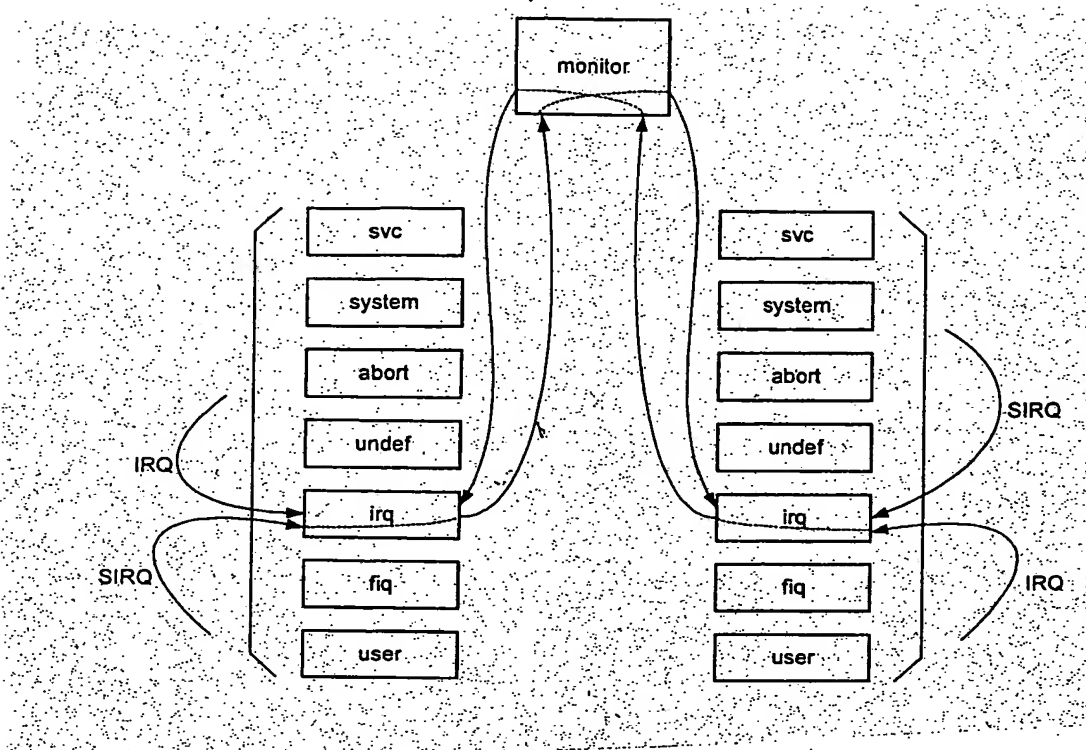 monitor
svc
system
abort
undef
irq
fiq
user
IRQ
SIRQ
svc
system
abort
undef
irq
fiq
user
SIRQ
IRQ